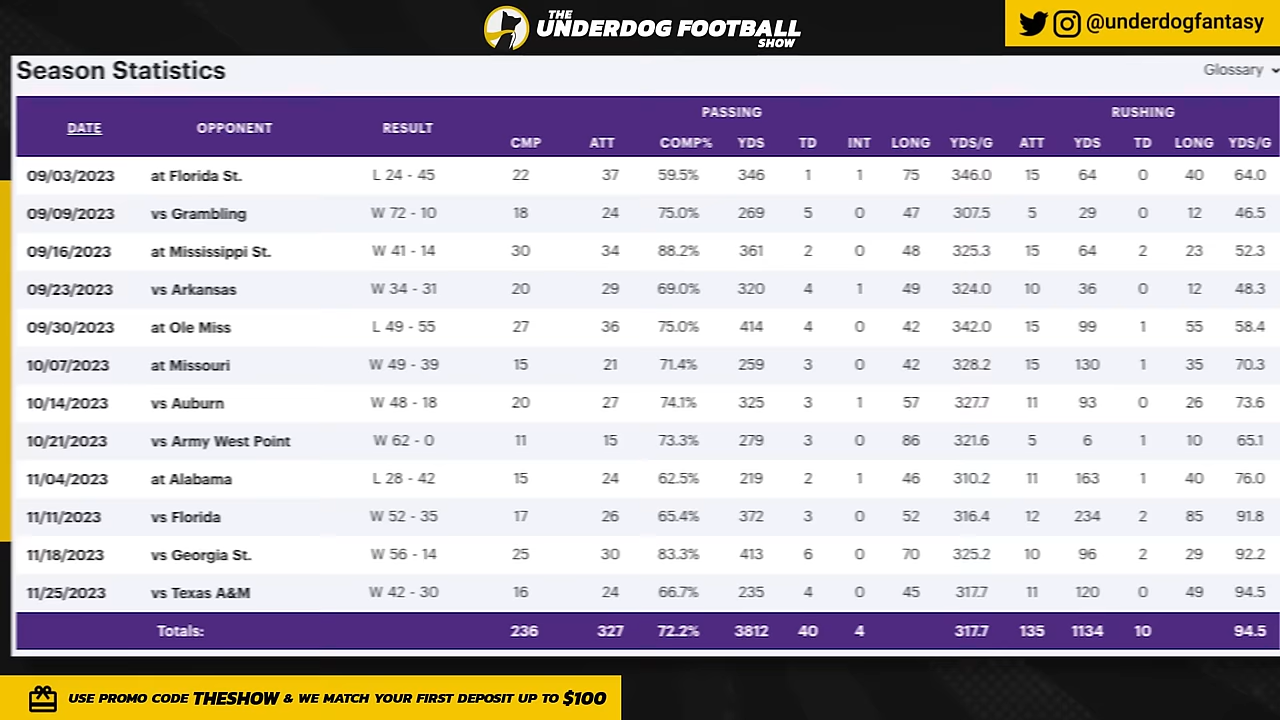 THE
UNDERDOG FOOTBALL
SHOW
@underdogfantasy
Season Statistics
Glossary
PASSING RUSHING
DATE OPPONENT RESULT CMP ATT COMP% YDS TD INT LONG YDS/G ATT YDS TD LONG YDS/G
09/03/2023 at Florida St. L 24 - 45 22 37 59.5% 346 1 1 75 346.0 15 64 0 40 64.0
09/09/2023 vs Grambling W 72 - 10 18 24 75.0% 269 5 0 47 307.5 5 29 0 12 46.5
09/16/2023 at Mississippi St. W 41 - 14 30 34 88.2% 361 2 0 48 325.3 15 64 2 23 52.3
09/23/2023 vs Arkansas W 34 - 31 20 29 69.0% 320 4 1 49 324.0 10 36 0 12 48.3
09/30/2023 at Ole Miss L 49 - 55 27 36 75.0% 414 4 0 42 342.0 15 99 1 55 58.4
10/07/2023 at Missouri W 49 - 39 15 21 71.4% 259 3 0 42 328.2 15 130 1 35 70.3
10/14/2023 vs Auburn W 48 - 18 20 27 74.1% 325 3 1 57 327.7 11 93 0 26 73.6
10/21/2023 vs Army West Point W 62 - 0 11 15 73.3% 279 3 0 86 321.6 5 6 1 10 65.1
11/04/2023 at Alabama L 28 - 42 15 24 62.5% 219 2 1 46 310.2 11 163 1 40 76.0
11/11/2023 vs Florida W 52 - 35 17 26 65.4% 372 3 0 52 316.4 12 234 2 85 91.8
11/18/2023 vs Georgia St. W 56 - 14 25 30 83.3% 413 6 0 70 325.2 10 96 2 29 92.2
11/25/2023 vs Texas A&M W 42 - 30 16 24 66.7% 235 4 0 45 317.7 11 120 0 49 94.5
Totals: 236 327 72.2% 3812 40 4 317.7 135 1134 10 94.5
USE PROMO CODE THESHOW & WE MATCH YOUR FIRST DEPOSIT UP TO $100